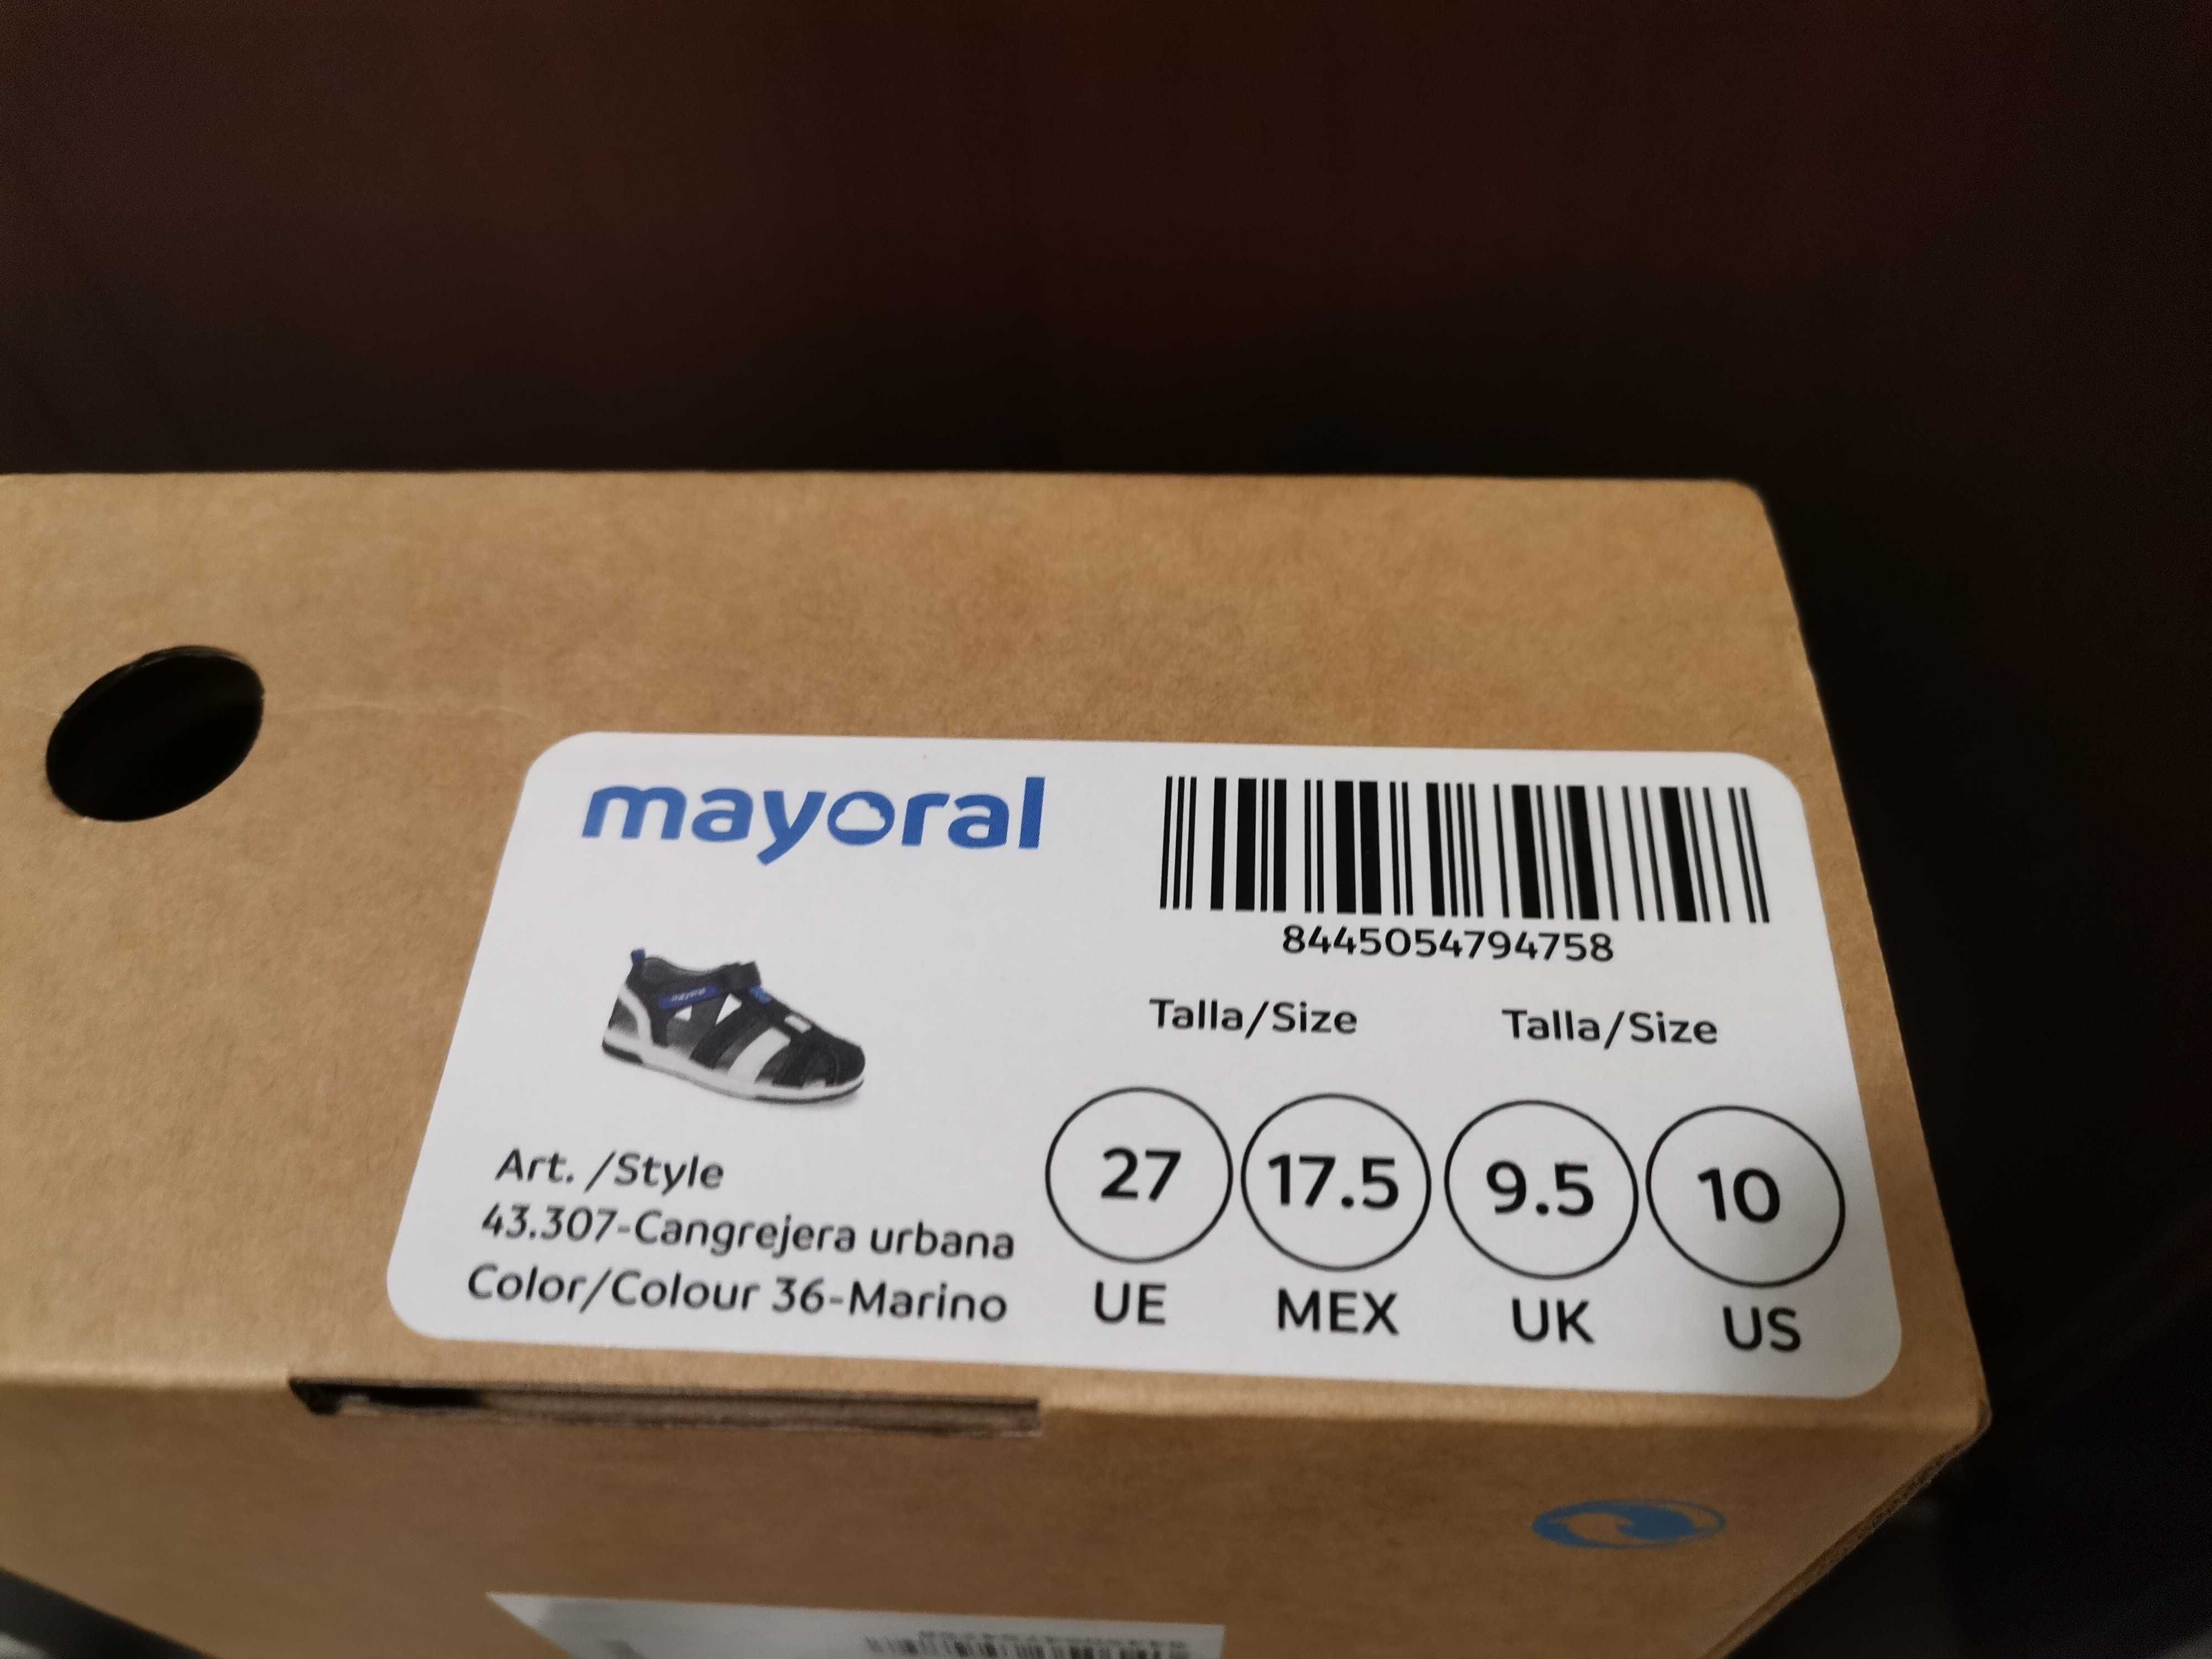 mayoral
8445054794758
Talla/Size Talla/Size
27 17.5 9.5 10
UE MEX UK US
Art. /Style
43.307-Cangrejera urbana
Color/Colour 36-Marino